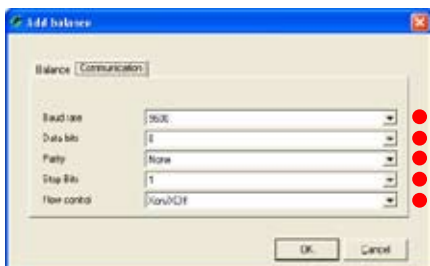 Add balance
Balance Communication
Baud rate 9600
Data bits 8
Parity None
Stop Bits 1
Flow control Xon/Xoff
OK Cancel